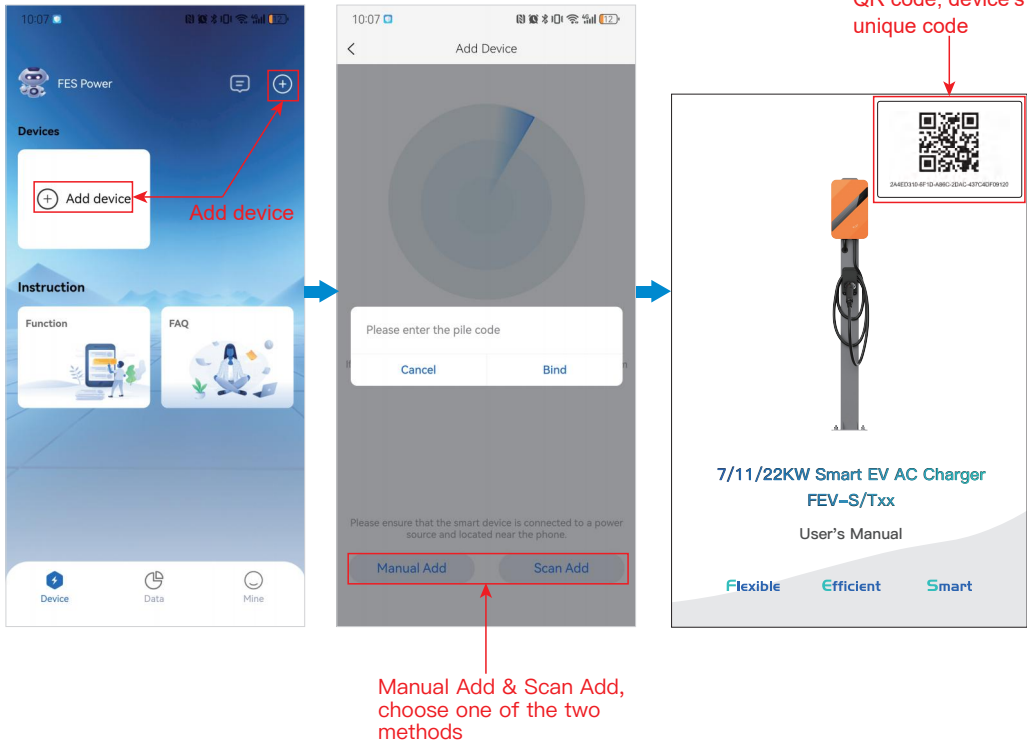 10:07
12
FES Power
Devices
Add device
Add device
Instruction
Function
FAQ
Device
Data
Mine
10:07
12
Add Device
Please enter the pile code
Cancel
Bind
Please ensure that the smart device is connected to a power
source and located near the phone.
Manual Add
Scan Add
Manual Add & Scan Add,
choose one of the two
methods
QR code, device's
unique code
2A4ED310-6F1D-A86C-2DAC-437C4DF09120
7/11/22KW Smart EV AC Charger
FEV-S/Txx
User's Manual
Flexible
Efficient
Smart